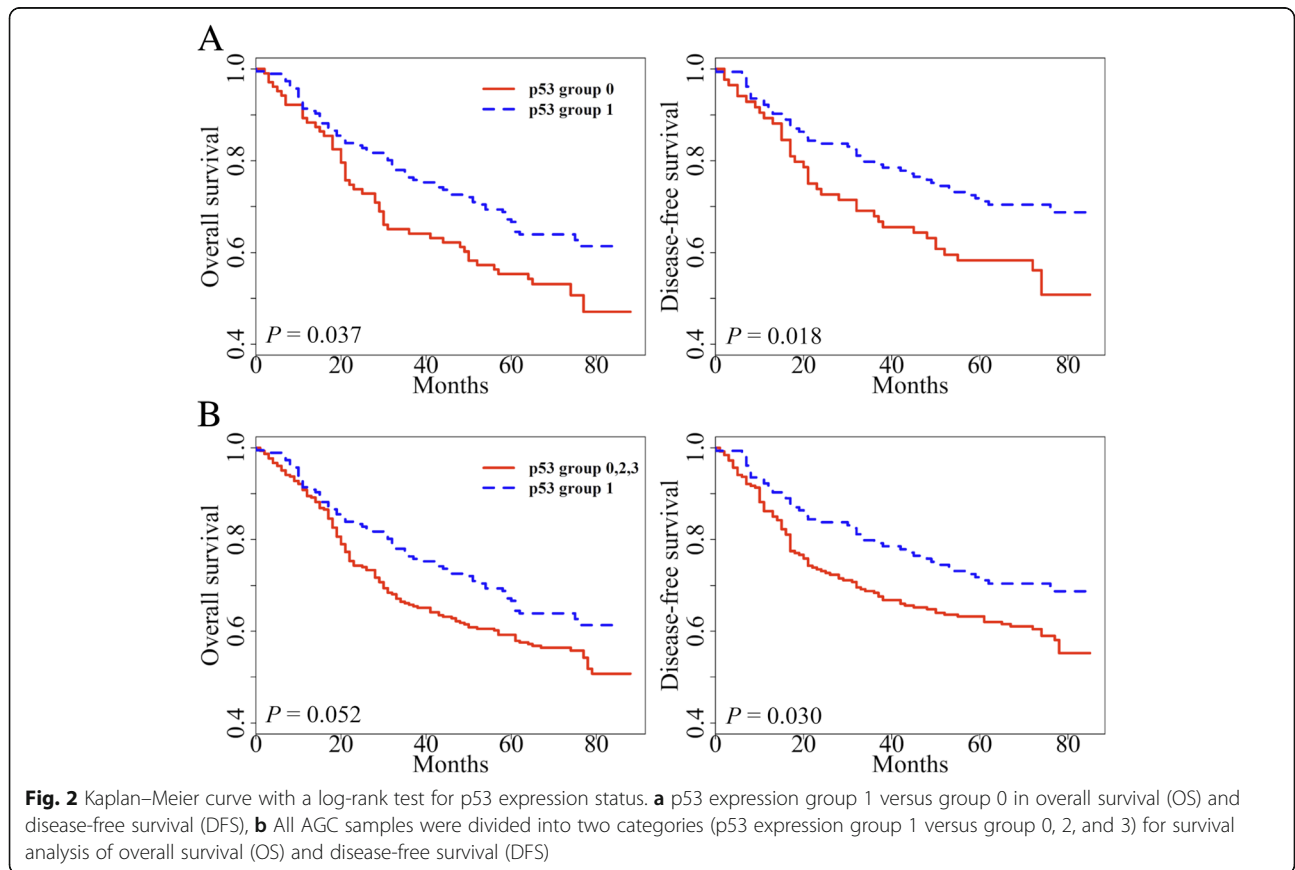 A
1.0
0.8
0.6
0.4
Overall survival
p53 group 0
p53 group 1
P = 0.037
0 20 40 60 80
Months
1.0
0.8
0.6
0.4
Disease-free survival
P = 0.018
0 20 40 60 80
Months
B
1.0
0.8
0.6
0.4
Overall survival
p53 group 0,2,3
p53 group 1
P = 0.052
0 20 40 60 80
Months
1.0
0.8
0.6
0.4
Disease-free survival
P = 0.030
0 20 40 60 80
Months
Fig. 2 Kaplan–Meier curve with a log-rank test for p53 expression status. a p53 expression group 1 versus group 0 in overall survival (OS) and
disease-free survival (DFS), b All AGC samples were divided into two categories (p53 expression group 1 versus group 0, 2, and 3) for survival
analysis of overall survival (OS) and disease-free survival (DFS)